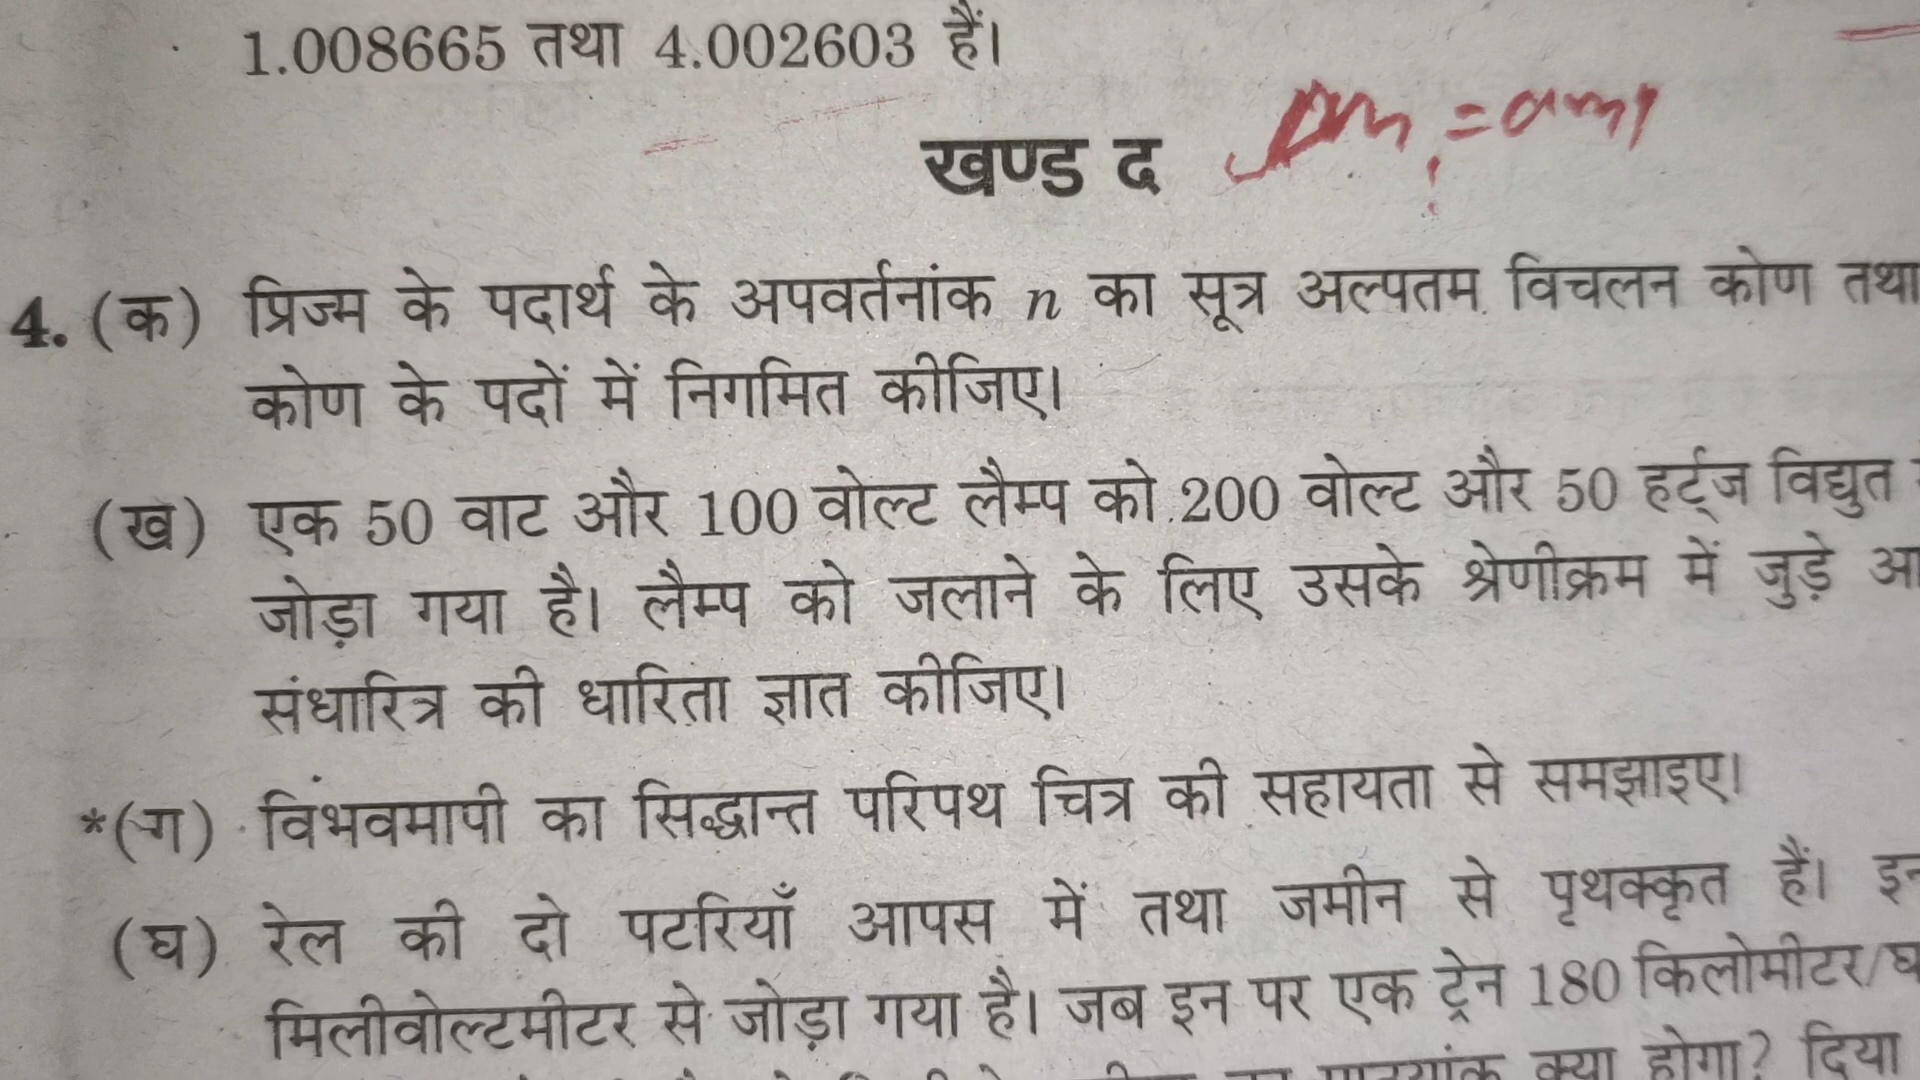 1.008665 तथा 4.002603 हैं।
खण्ड द
4. (क) प्रिज्म के पदार्थ के अपवर्तनांक n का सूत्र अल्पतम विचलन कोण तथा
कोण के पदों में निगमित कीजिए।
(ख) एक 50 वाट और 100 वोल्ट लैम्प को 200 वोल्ट और 50 हर्ट्ज विद्युत
जोड़ा गया है। लैम्प को जलाने के लिए उसके श्रेणीक्रम में जुड़े
संधारित्र की धारिता ज्ञात कीजिए।
*(ग) विभवमापी का सिद्धान्त परिपथ चित्र की सहायता से समझाइए।
(घ) रेल की दो पटरियाँ आपस में तथा जमीन से पृथक्कृत हैं।
मिलीवोल्टमीटर से जोड़ा गया है। जब इन पर एक ट्रेन 180 किलोमीटर/
क्या होगा? दिया